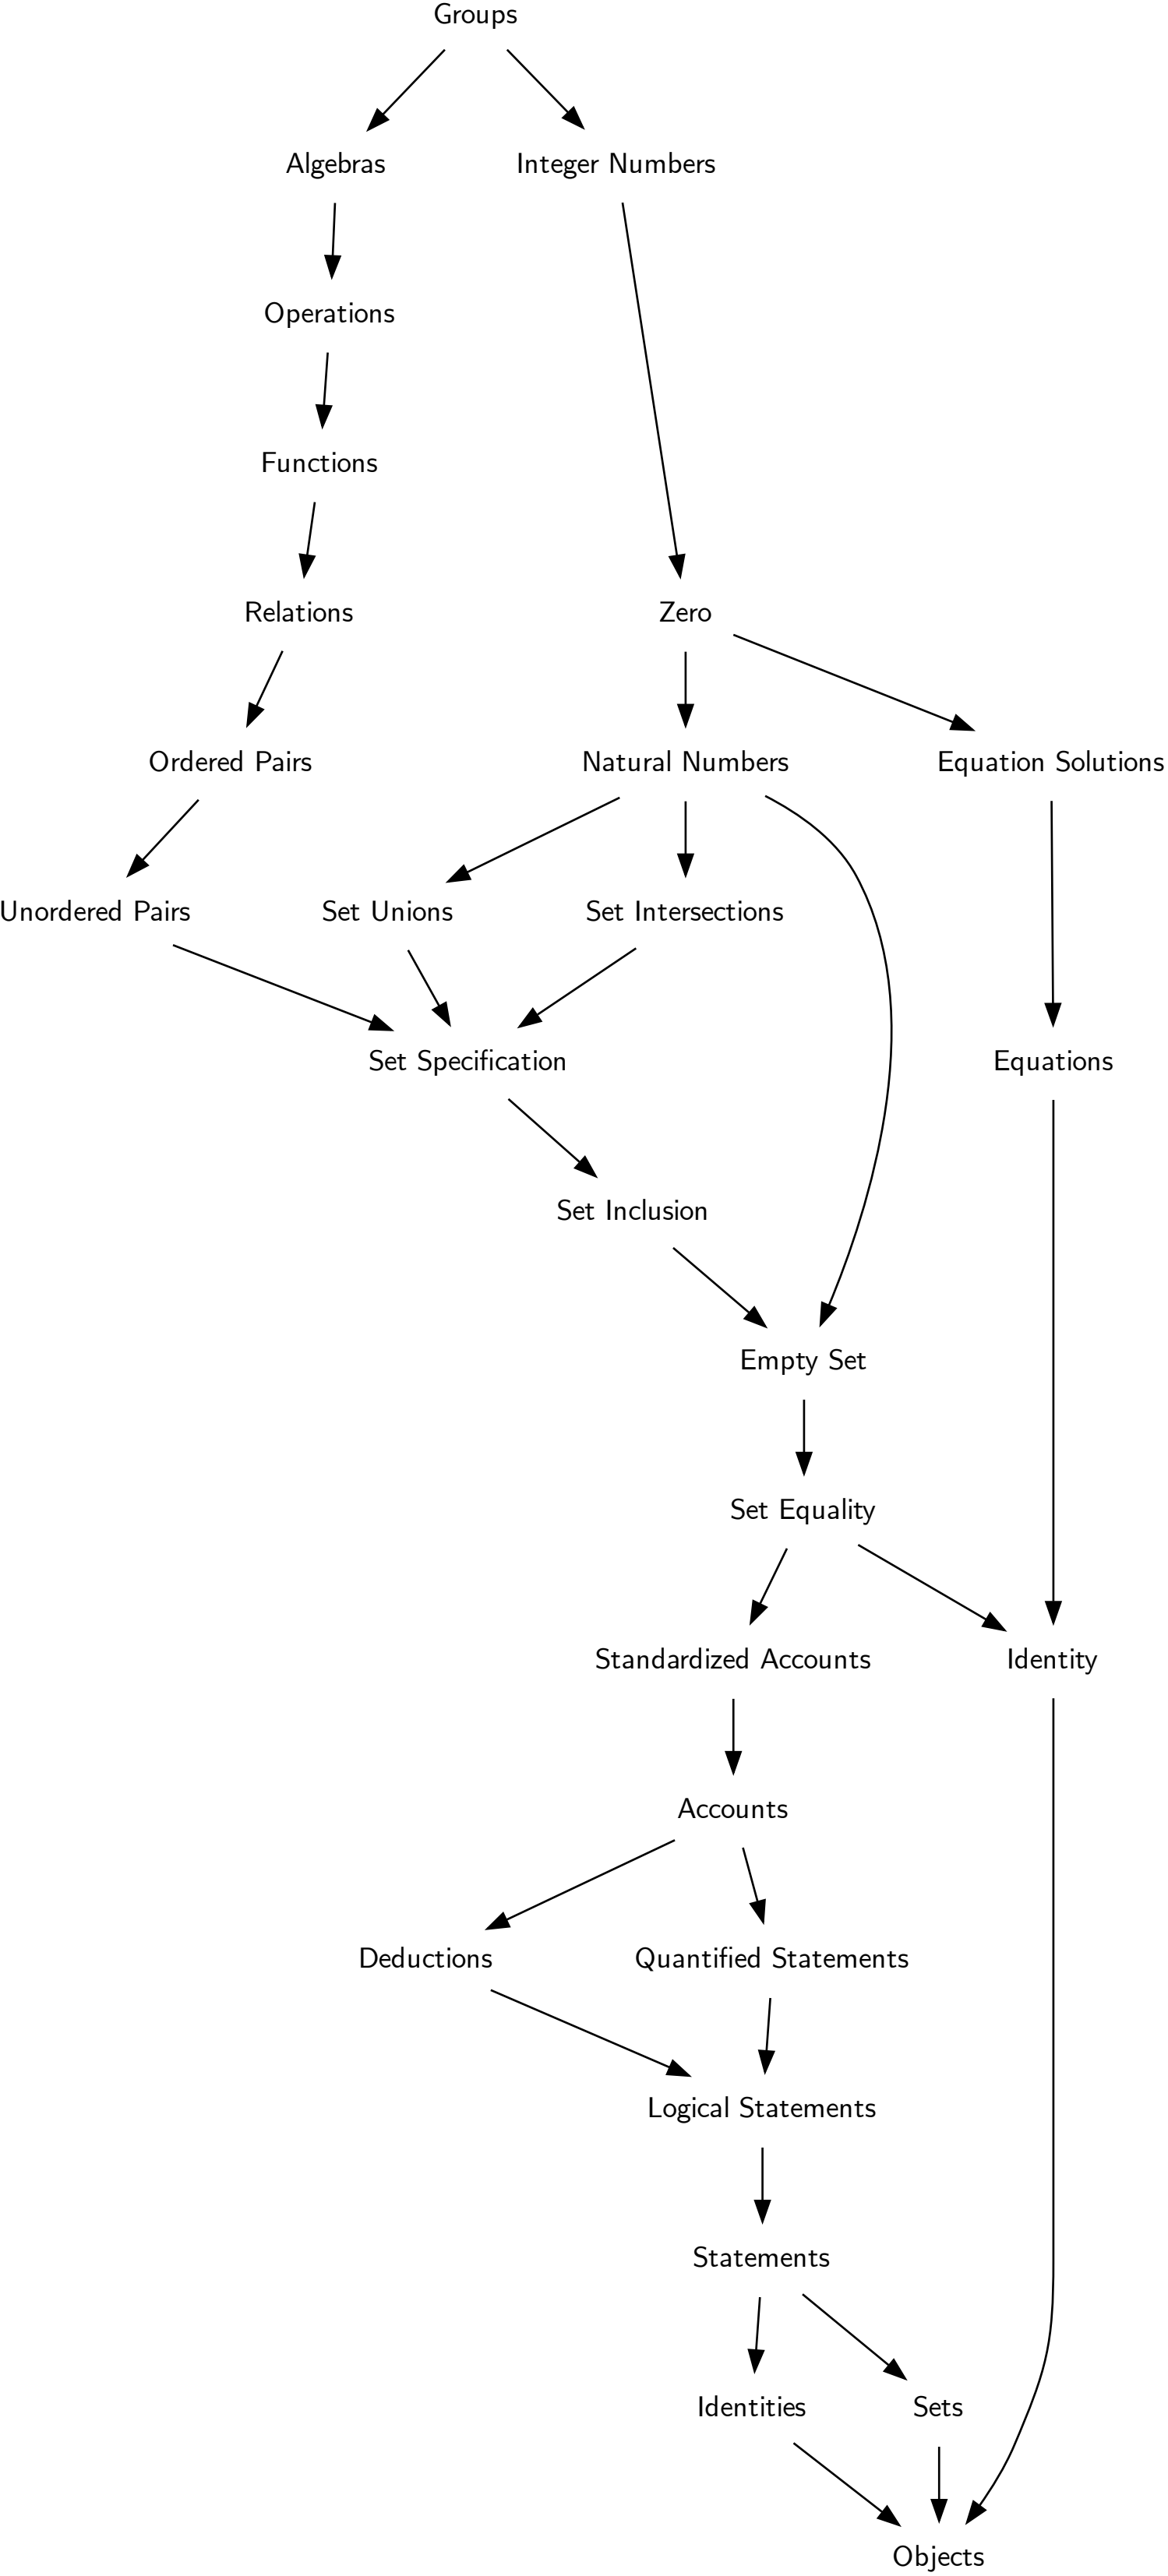 Groups
Algebras
Integer Numbers
Operations
Functions
Relations
Zero
Ordered Pairs
Natural Numbers
Equation Solutions
Unordered Pairs
Set Unions
Set Intersections
Set Specification
Equations
Set Inclusion
Empty Set
Set Equality
Standardized Accounts
Identity
Accounts
Deductions
Quantified Statements
Logical Statements
Statements
Identities
Sets
Objects